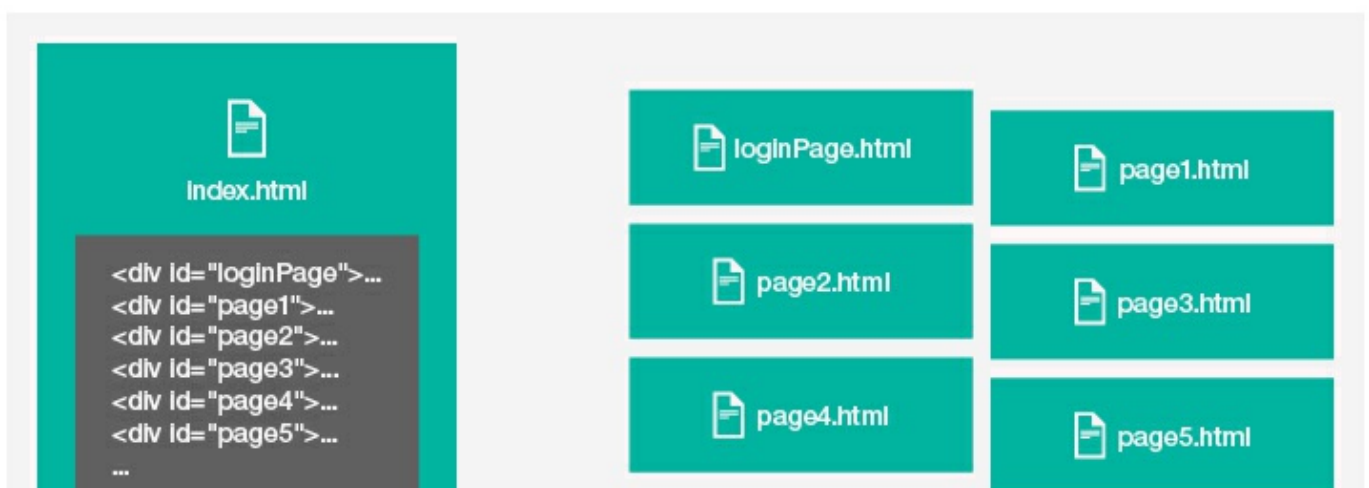 index.html
<div id="loginPage">...
<div id="page1">...
<div id="page2">...
<div id="page3">...
<div id="page4">...
<div id="page5">...
...
loginPage.html
page1.html
page2.html
page3.html
page4.html
page5.html